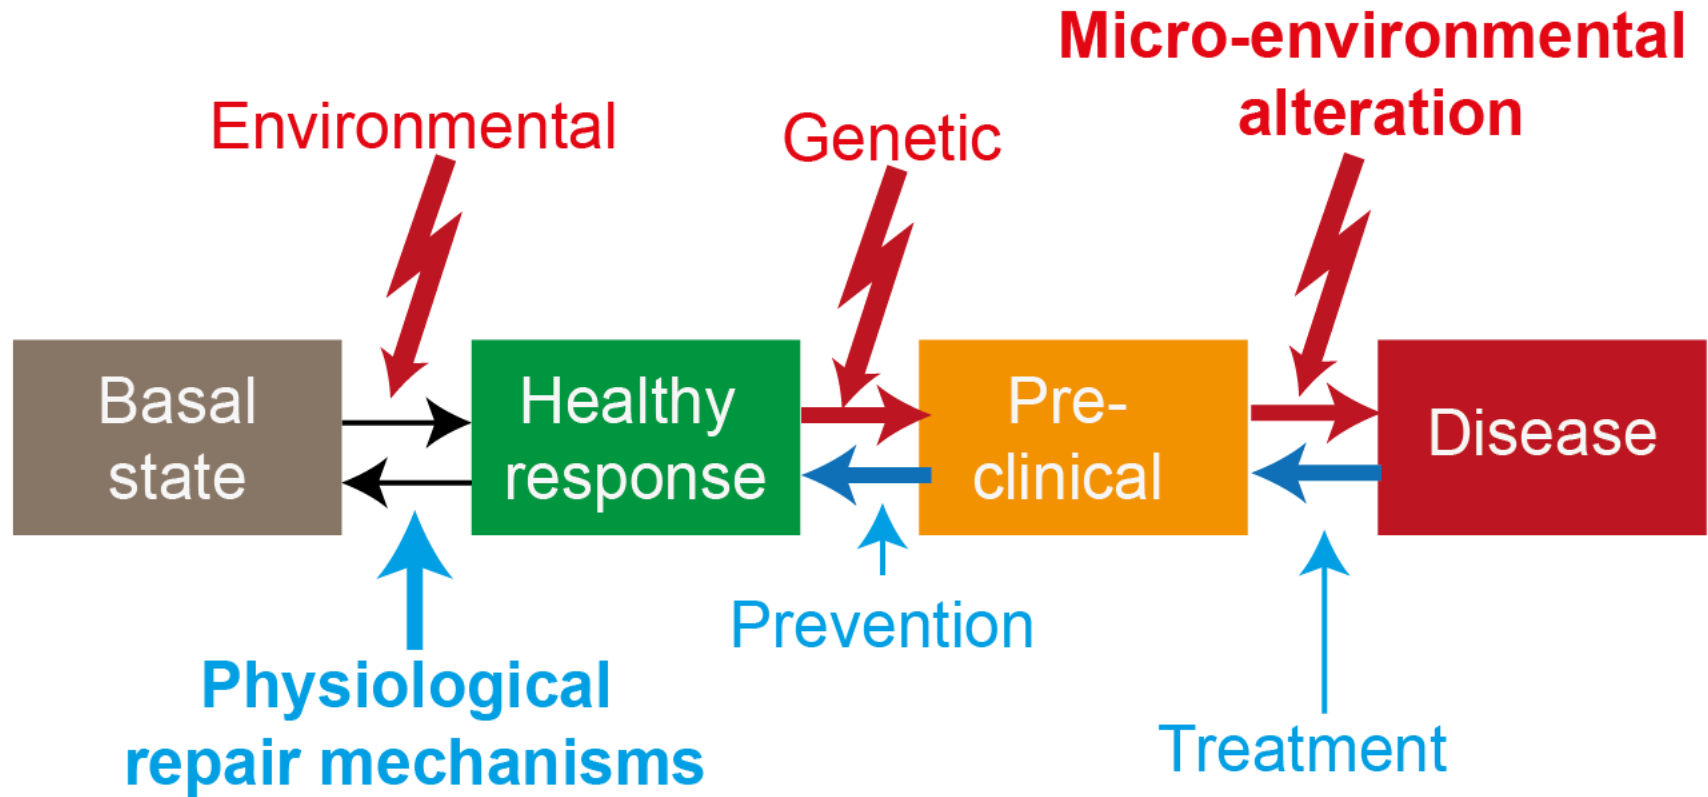 Micro-environmental
alteration
Environmental
Genetic
Basal
state
Healthy
response
Pre-
clinical
Disease
Prevention
Physiological
repair mechanisms
Treatment